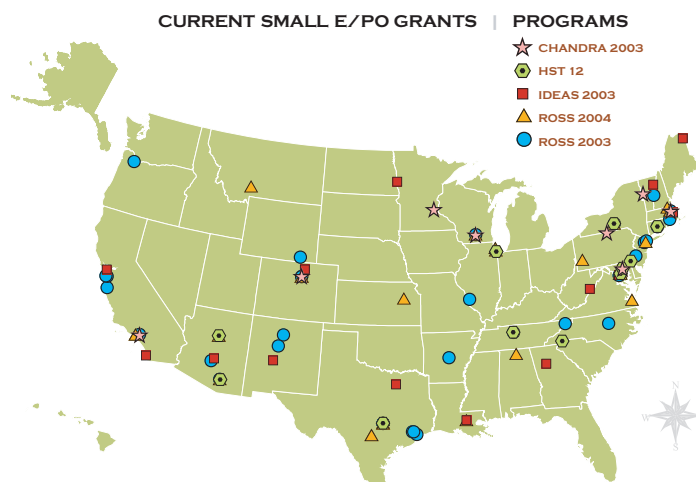 CURRENT SMALL E/PO GRANTS | PROGRAMS
CHANDRA 2003
HST 12
IDEAS 2003
ROSS 2004
ROSS 2003
N
W
E
S